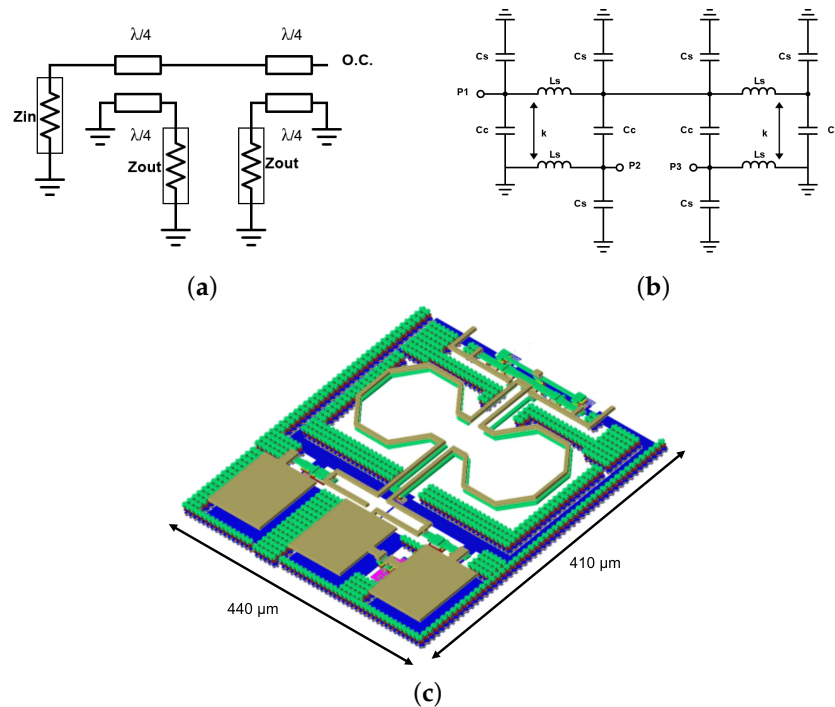 λ/4 λ/4
O.C.
Zin
λ/4 λ/4
Zout Zout
(a)
Cs Cs Cs Cs
Ls Ls
P1
Cc k Cc Cc k C
Ls Ls
P2 P3
Cs Cs
(b)
410 µm
440 µm
(c)